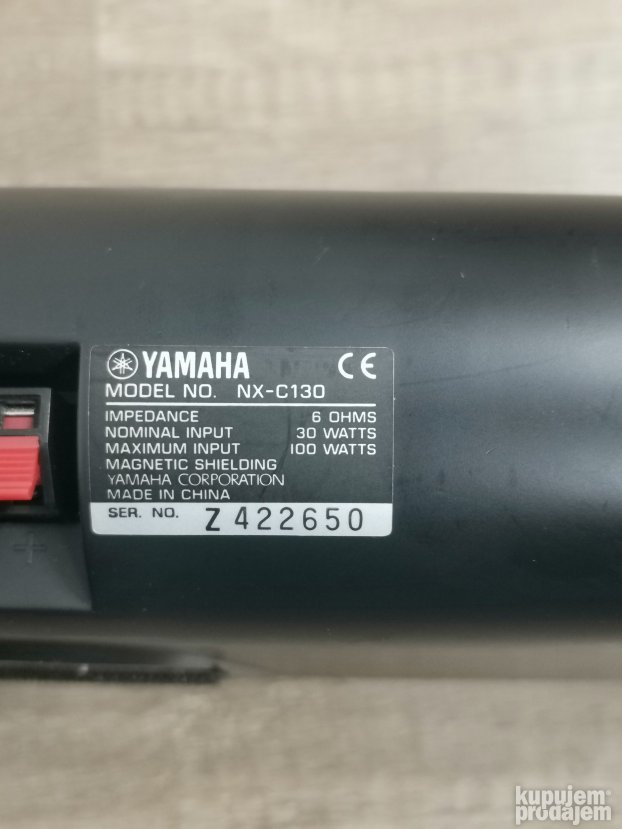 YAMAHA CE
MODEL NO. NX-C130
IMPEDANCE 6 OHMS
NOMINAL INPUT 30 WATTS
MAXIMUM INPUT 100 WATTS
MAGNETIC SHIELDING
YAMAHA CORPORATION
MADE IN CHINA
SER. NO. Z 422650
+
kupujem
prodajem